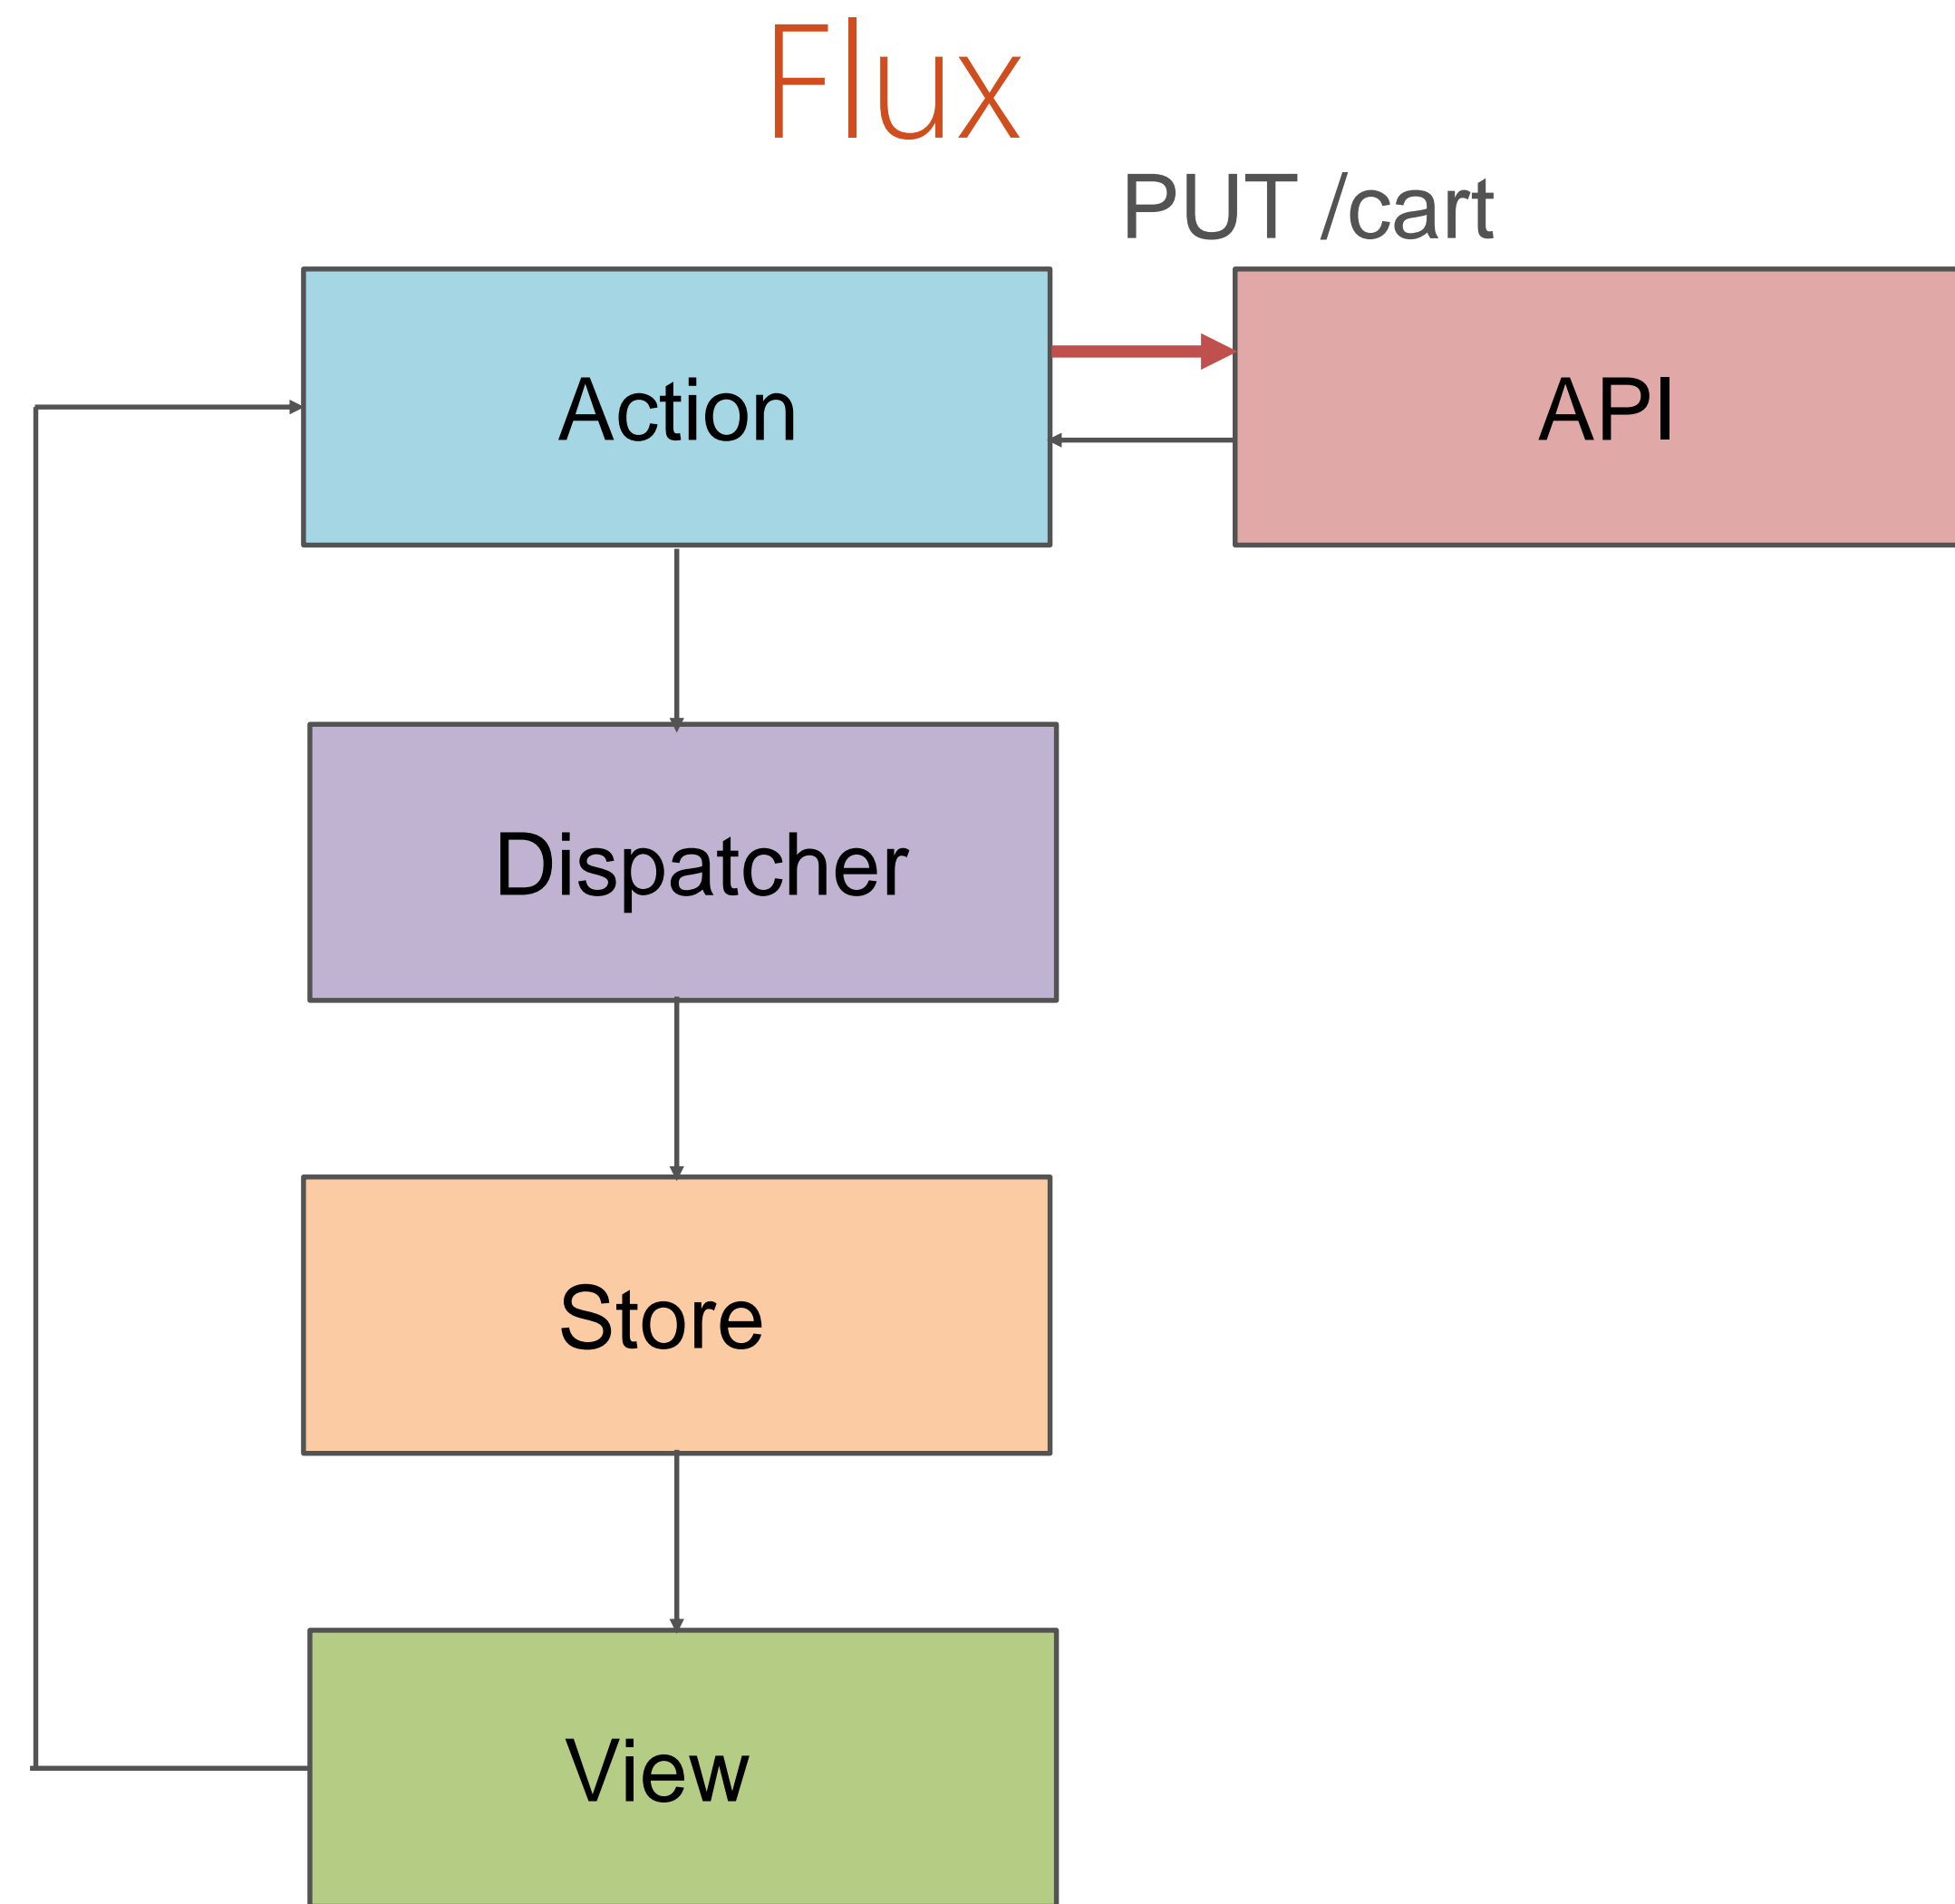 Flux
PUT /cart
Action
API
Dispatcher
Store
View